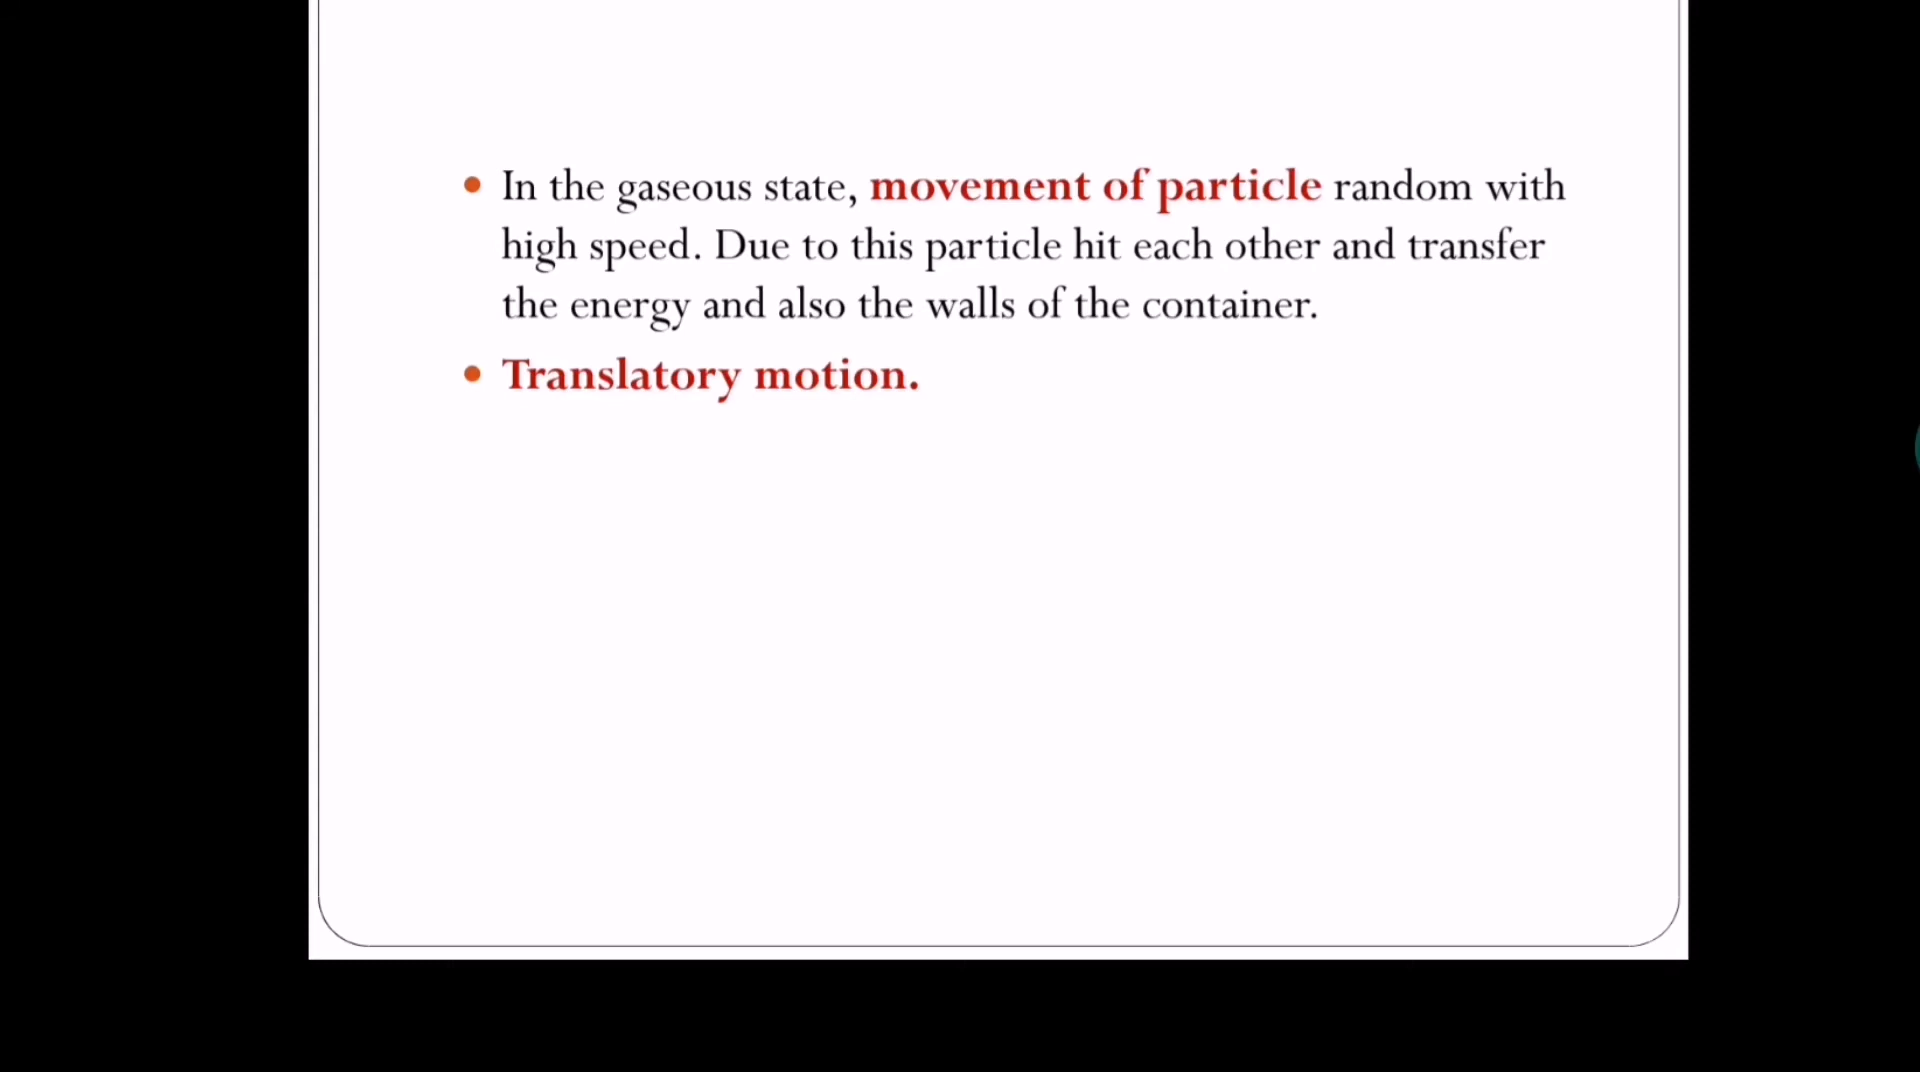 In the gaseous state, movement of particle random with
high speed. Due to this particle hit each other and transfer
the energy and also the walls of the container.
Translatory motion.